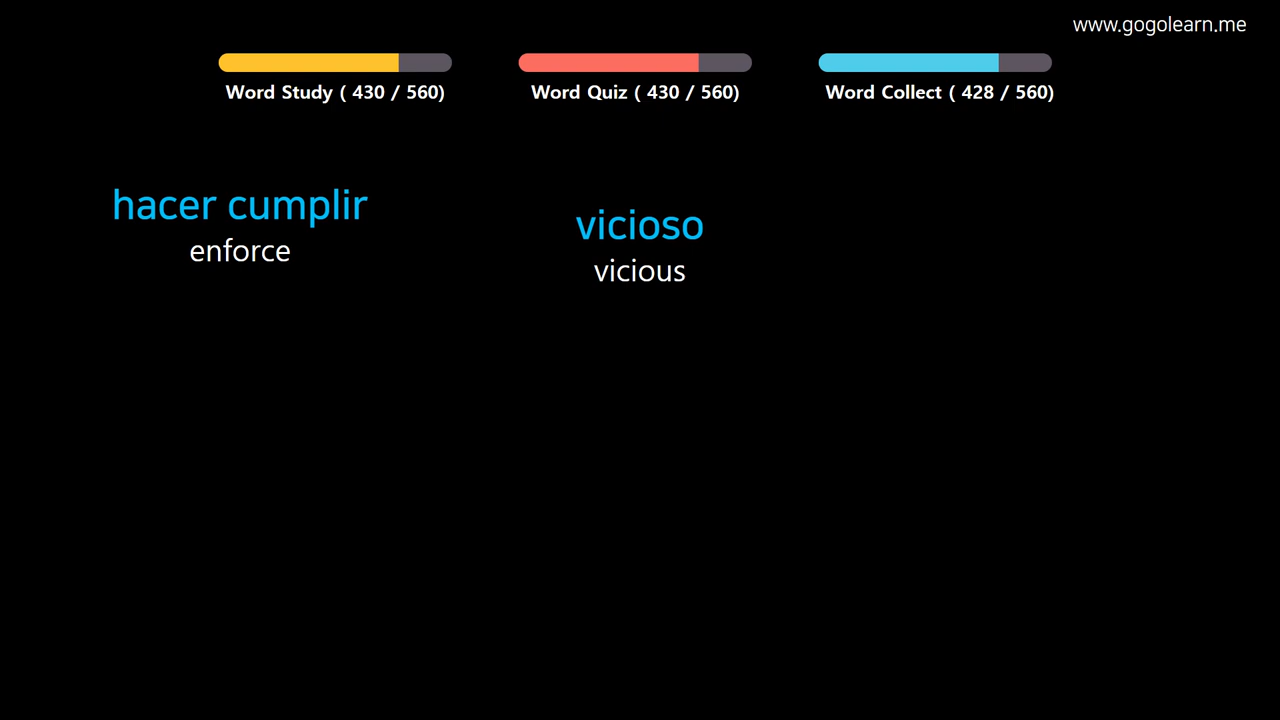 www.gogolearn.me
Word Study ( 430 / 560)
Word Quiz ( 430 / 560)
Word Collect ( 428 / 560)
hacer cumplir
enforce
vicioso
vicious